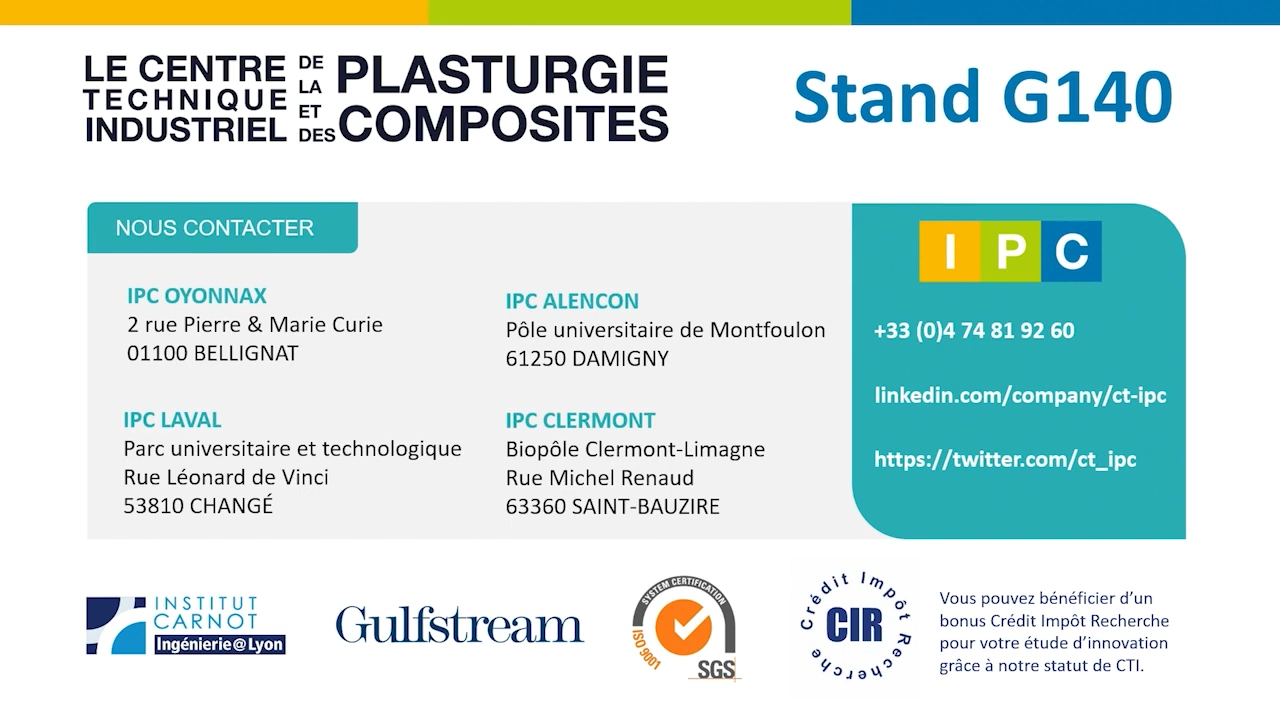 LE CENTRE
TECHNIQUE
INDUSTRIEL
DE
LA
ET
DES
PLASTURGIE
COMPOSITES
Stand G140
NOUS CONTACTER
IPC OYONNAX
2 rue Pierre & Marie Curie
01100 BELLIGNAT
IPC ALENCON
Pôle universitaire de Montfoulon
61250 DAMIGNY
IPC LAVAL
Parc universitaire et technologique
Rue Léonard de Vinci
53810 CHANGÉ
IPC CLERMONT
Biopôle Clermont-Limagne
Rue Michel Renaud
63360 SAINT-BAUZIRE
IPC
+33 (0)4 74 81 92 60
linkedin.com/company/ct-ipc
https://twitter.com/ct_ipc
INSTITUT
CARNOT
Ingénierie@Lyon
Gulfstream
SYSTEM CERTIFICATION
ISO 9001
SGS
Crédit Impôt Recherche
CIR
Vous pouvez bénéficier d'un
bonus Crédit Impôt Recherche
pour votre étude d'innovation
grâce à notre statut de CTI.